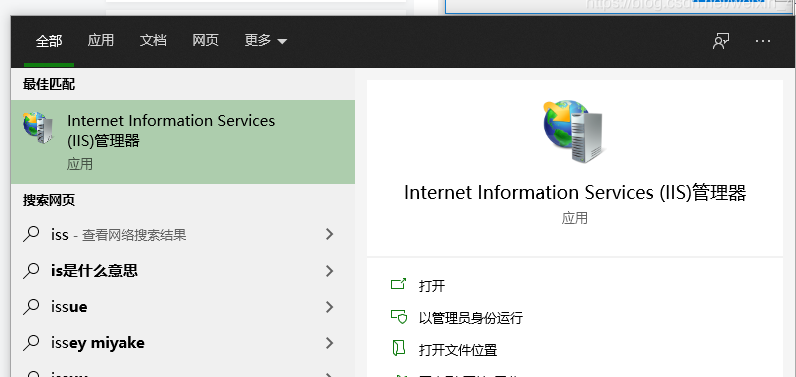 https://blog.csdn.net/weixin
全部
应用
文档
网页
更多
最佳匹配
Internet Information Services
(IIS)管理器
应用
搜索网页
iss - 查看网络搜索结果
is是什么意思
issue
issey miyake
Internet Information Services (IIS)管理器
应用
打开
以管理员身份运行
打开文件位置